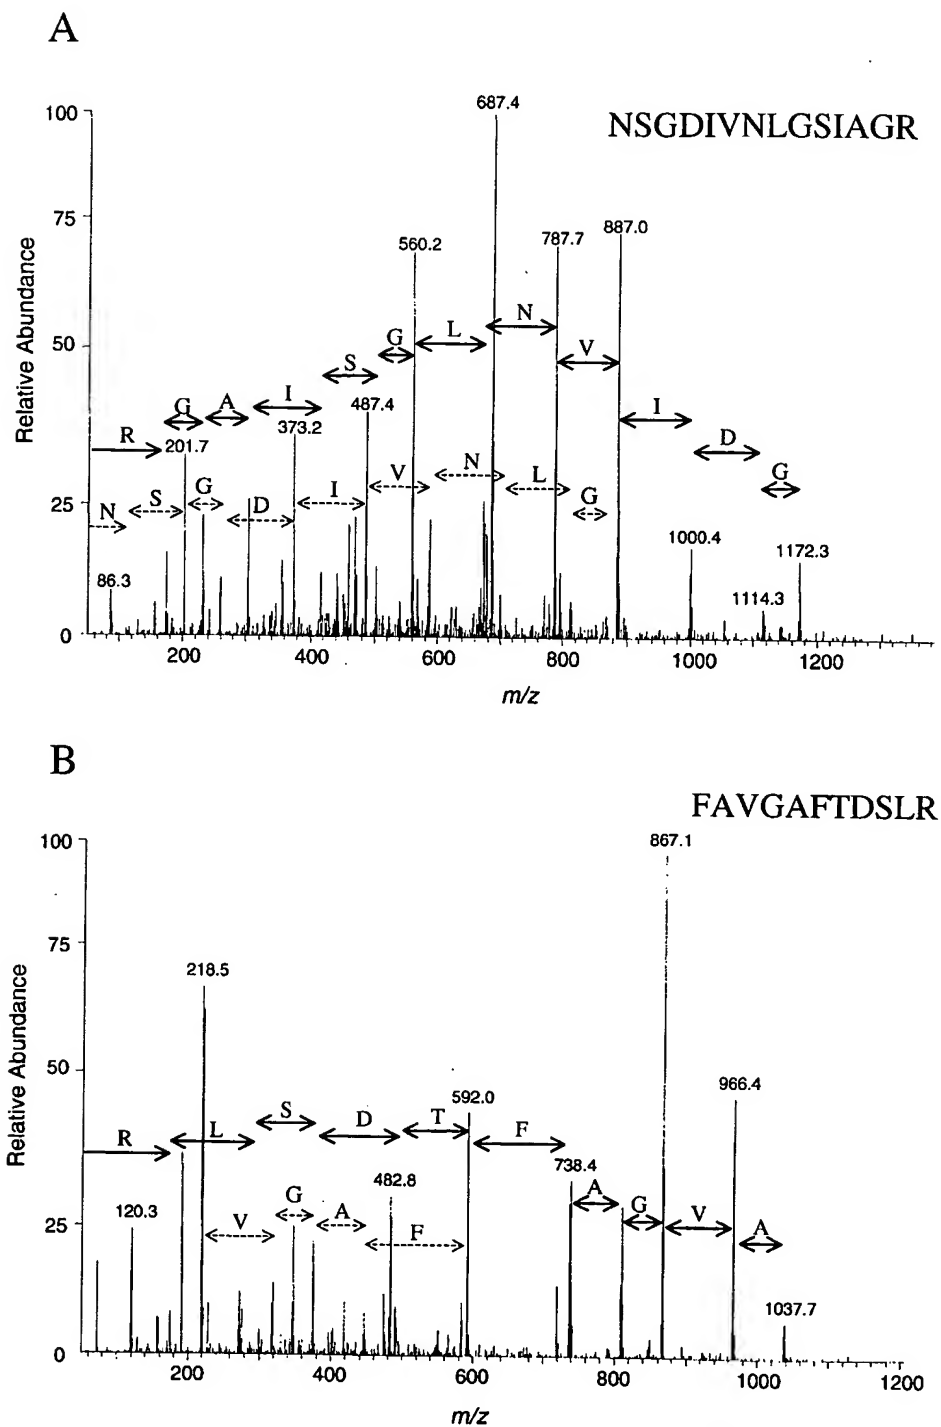 A
687.4
100
NSGDIVNLGSIAGR
75
560.2
787.7
887.0
Relative Abundance
N
G
L
50
V
S
I
487.4
G
A
I
373.2
R
201.7
D
G
V
N
L
G
I
D
G
S
N
25
1000.4
86.3
1114.3
1172.3
0
200
400
600
800
1000
1200
m/z
B
FAVGAFTDSLR
100
867.1
75
218.5
Relative Abundance
50
592.0
966.4
R
L
S
D
T
F
738.4
482.8
A
G
V
A
120.3
V
G
A
F
25
1037.7
0
200
400
600
800
1000
1200
m/z